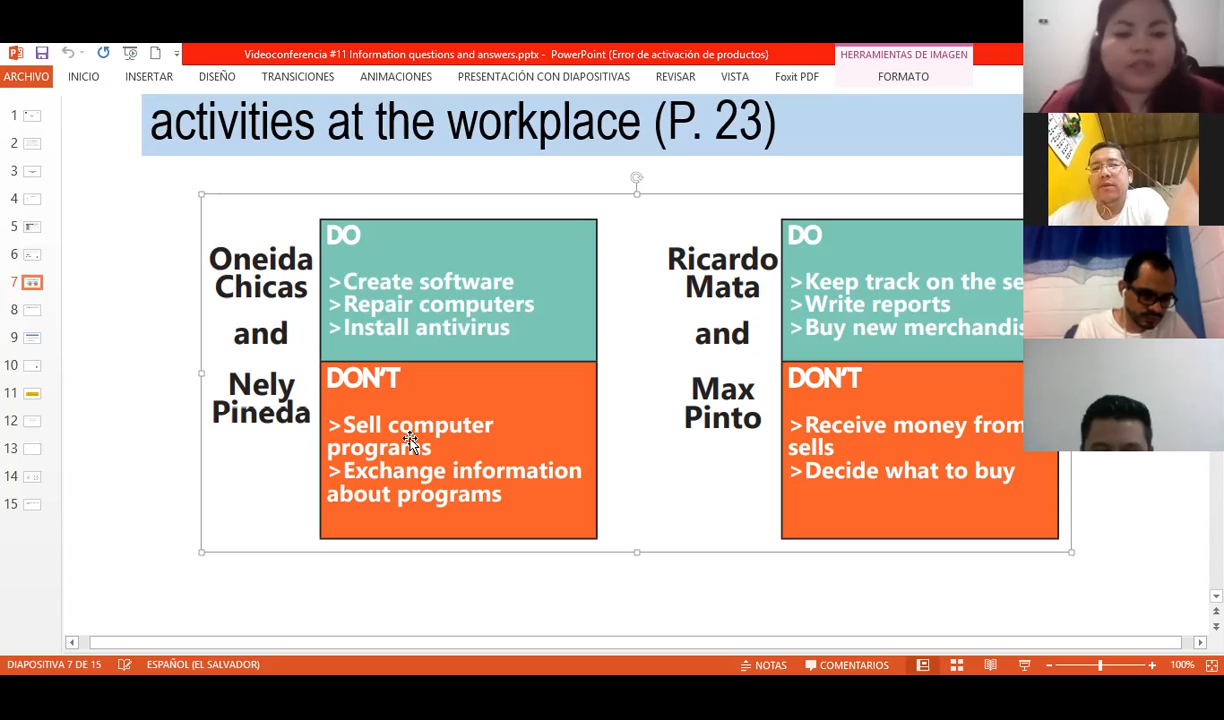 Videoconferencia #11 Information questions and answers.pptx - PowerPoint (Error de activación de productos)
HERRAMIENTAS DE IMAGEN
ARCHIVO INICIO INSERTAR DISEÑO TRANSICIONES ANIMACIONES PRESENTACIÓN CON DIAPOSITIVAS REVISAR VISTA Foxit PDF FORMATO
1
2
3
4
5
6
7
8
9
10
11
12
13
14
15
activities at the workplace (P. 23)
Oneida
Chicas
and
Nely
Pineda
DO
>Create software
>Repair computers
>Install antivirus
DON'T
>Sell computer
programs
>Exchange information
about programs
Ricardo
Mata
and
Max
Pinto
DO
>Keep track on the se
>Write reports
>Buy new merchandis
DON'T
>Receive money from
sells
>Decide what to buy
DIAPOSITIVA 7 DE 15 ESPAÑOL (EL SALVADOR) NOTAS COMENTARIOS 100%